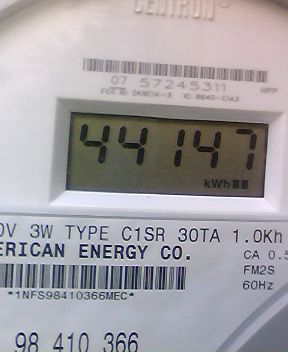 CENTRON®
07 57245311
44147
kWh
0V 3W TYPE C1SR 30TA 1.0Kh
ERICAN ENERGY CO.
CA 0.5
FM2S
60Hz
*1NFS98410366MEC*
98 410 366